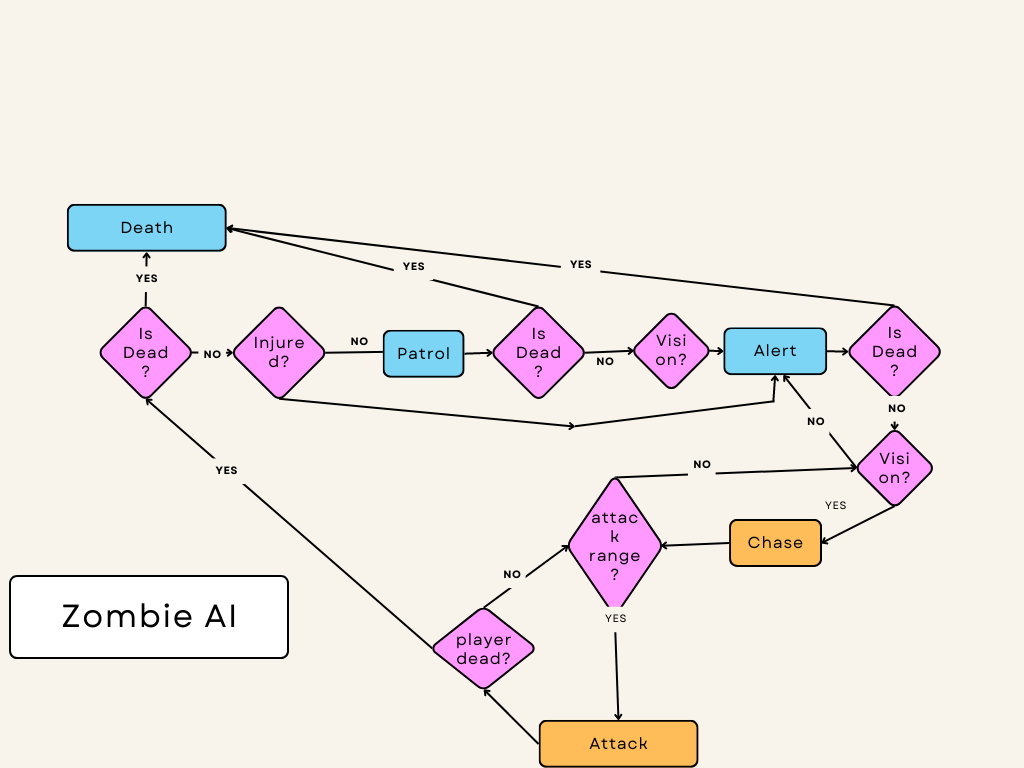 Death
YES
YES
YES
Is
Dead
?
NO
Injure
d?
NO
Patrol
Is
Dead
?
NO
Visi
on?
Alert
Is
Dead
?
NO
NO
YES
NO
Visi
on?
YES
attac
k
range
?
Chase
NO
YES
player
dead?
Zombie AI
Attack